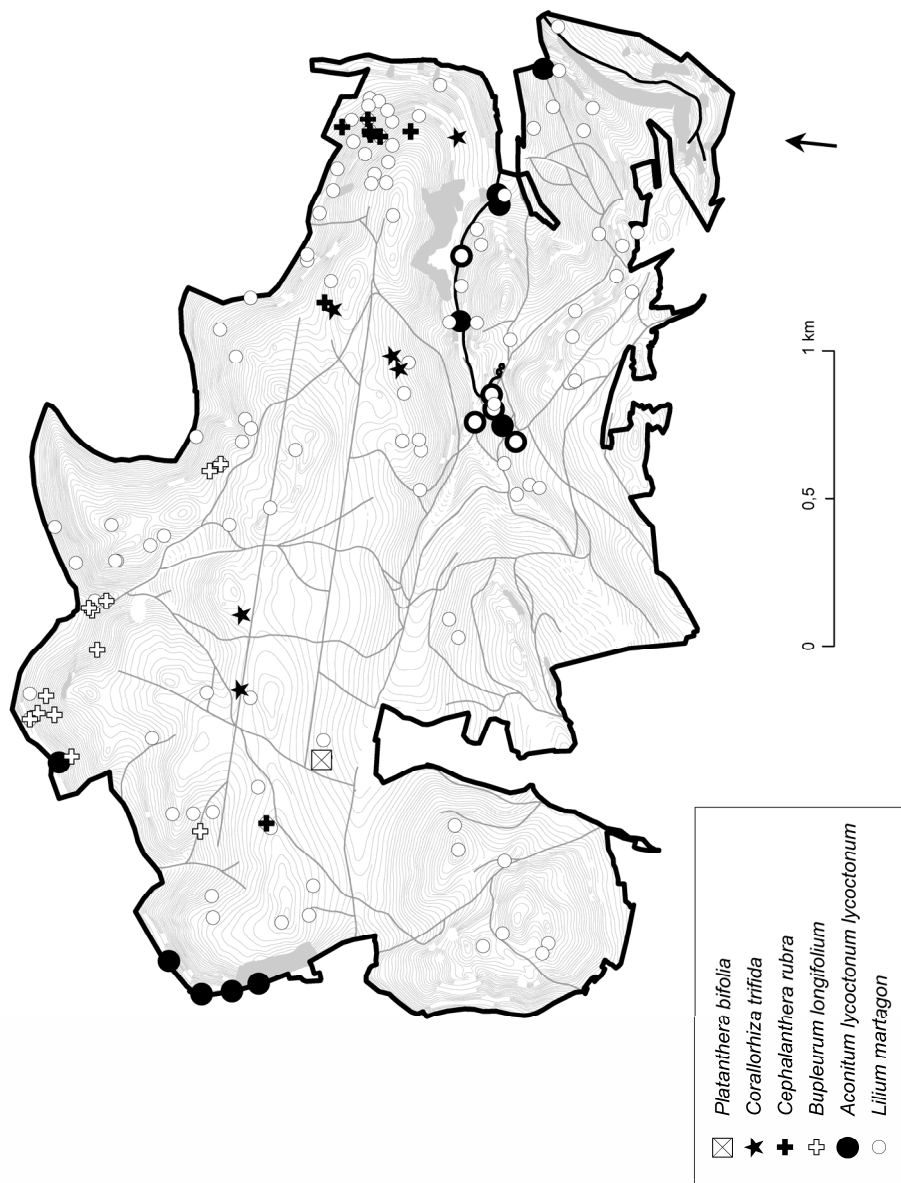 0
0,5
1 km
Platanthera bifolia
Corallorhiza trifida
Cephalanthera rubra
Bupleurum longifolium
Aconitum lycoctonum lycoctonum
Lilium martagon